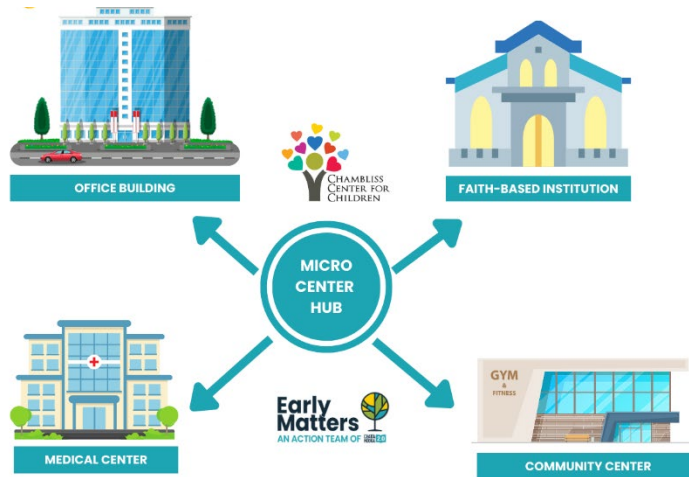 OFFICE BUILDING
CHAMBLISS
CENTER FOR
CHILDREN
FAITH-BASED INSTITUTION
MICRO
CENTER
HUB
GYM
&
FITNESS
Early
Matters
AN ACTION TEAM OF
MEDICAL CENTER
COMMUNITY CENTER